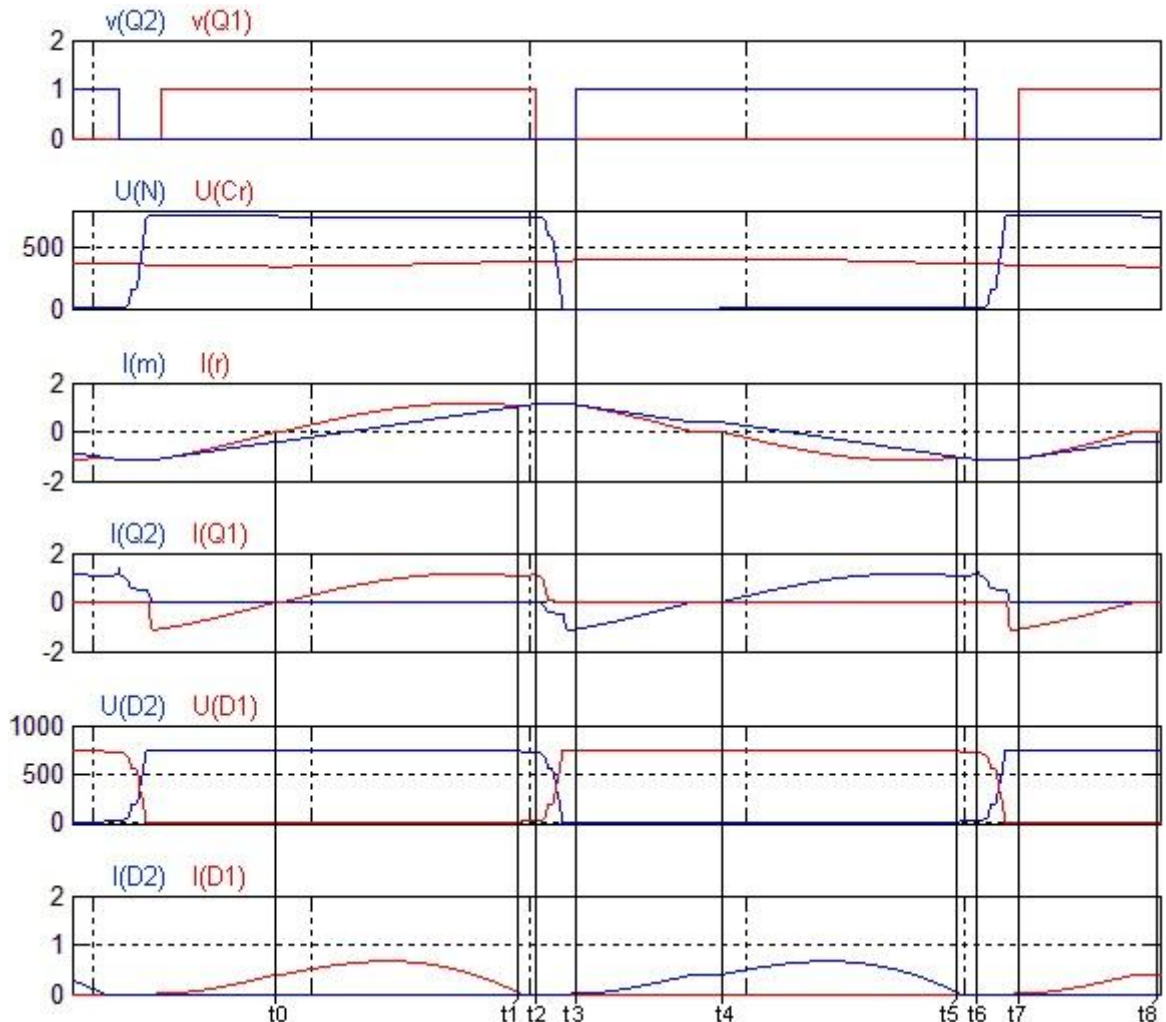 v(Q2) v(Q1)
2
1
0
U(N) U(Cr)
500
0
I(m) I(r)
2
0
-2
I(Q2) I(Q1)
2
0
-2
U(D2) U(D1)
1000
500
0
I(D2) I(D1)
2
1
0
t0 t1 t2 t3 t4 t5 t6 t7 t8